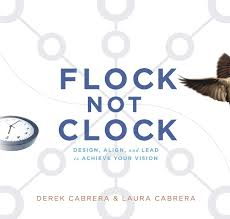 FLOCK
NOT
CLOCK
DESIGN, ALIGN, and LEAD
to ACHIEVE YOUR VISION
DEREK CABRERA & LAURA CABRERA